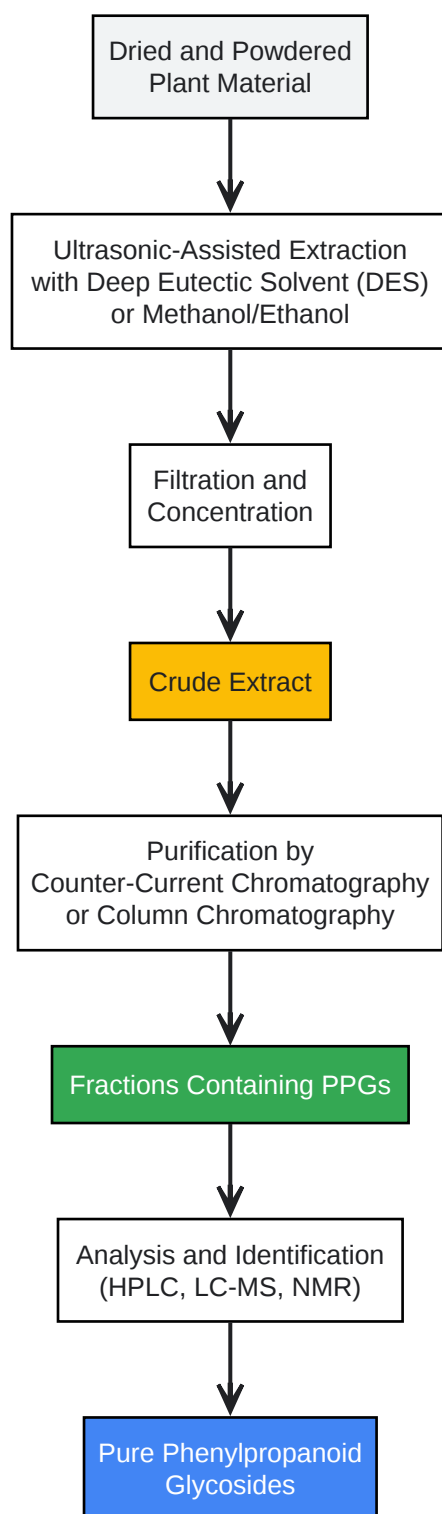 Dried and Powdered
Plant Material
Ultrasonic-Assisted Extraction
with Deep Eutectic Solvent (DES)
or Methanol/Ethanol
Filtration and
Concentration
Crude Extract
Purification by
Counter-Current Chromatography
or Column Chromatography
Fractions Containing PPGs
Analysis and Identification
(HPLC, LC-MS, NMR)
Pure Phenylpropanoid
Glycosides